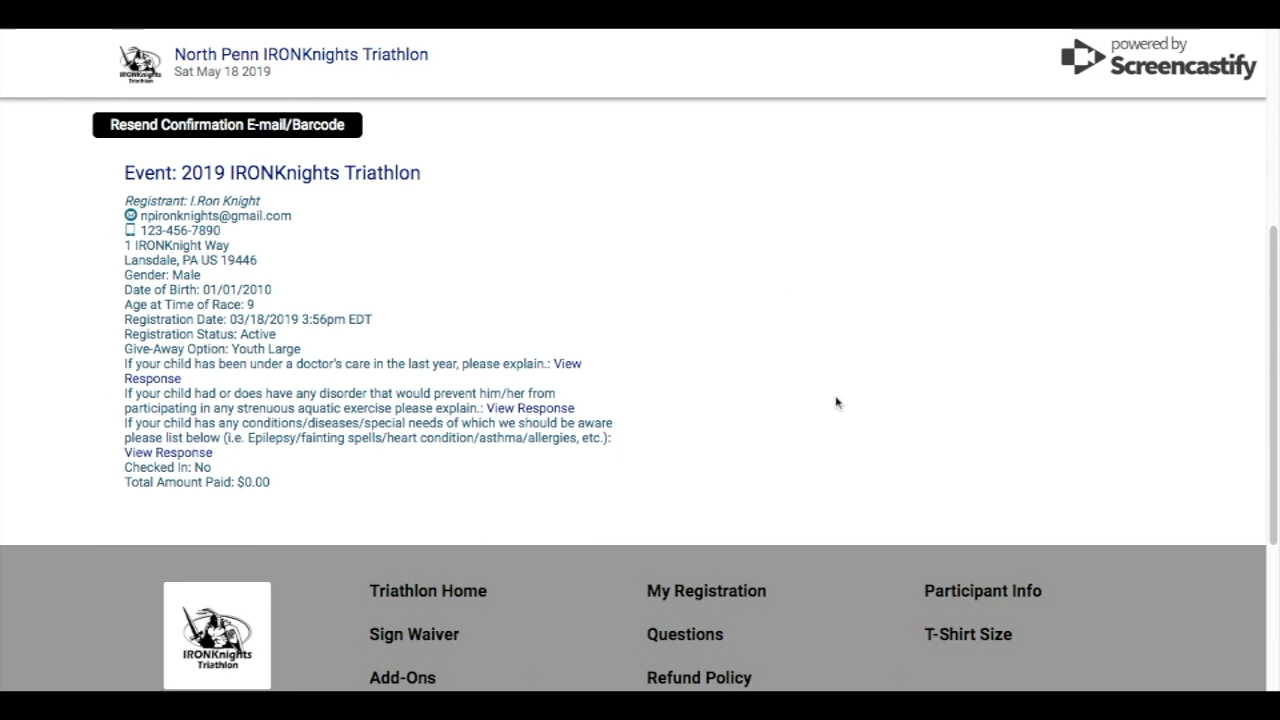 North Penn IRONKnights Triathlon
Sat May 18 2019
IRONKnights
Triathlon
powered by
Screencastify
Resend Confirmation E-mail/Barcode
Event: 2019 IRONKnights Triathlon
Registrant: I.Ron Knight
npironknights@gmail.com
123-456-7890
1 IRONKnight Way
Lansdale, PA US 19446
Gender: Male
Date of Birth: 01/01/2010
Age at Time of Race: 9
Registration Date: 03/18/2019 3:56pm EDT
Registration Status: Active
Give-Away Option: Youth Large
If your child has been under a doctor's care in the last year, please explain.: View
Response
If your child had or does have any disorder that would prevent him/her from
participating in any strenuous aquatic exercise please explain.: View Response
If your child has any conditions/diseases/special needs of which we should be aware
please list below (i.e. Epilepsy/fainting spells/heart condition/asthma/allergies, etc.):
View Response
Checked In: No
Total Amount Paid: $0.00
IRONKnights
Triathlon
Triathlon Home
My Registration
Participant Info
Sign Waiver
Questions
T-Shirt Size
Add-Ons
Refund Policy